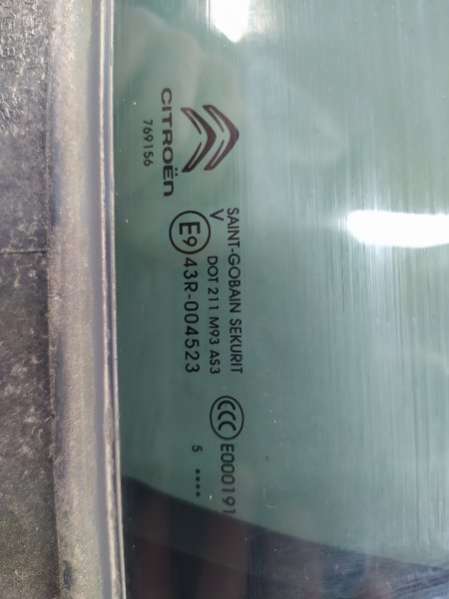 CITROËN
769156
SAINT-GOBAIN SEKURIT
V
DOT 211 M93 AS3
E9 43R-004523
CCC E000191
5 ****